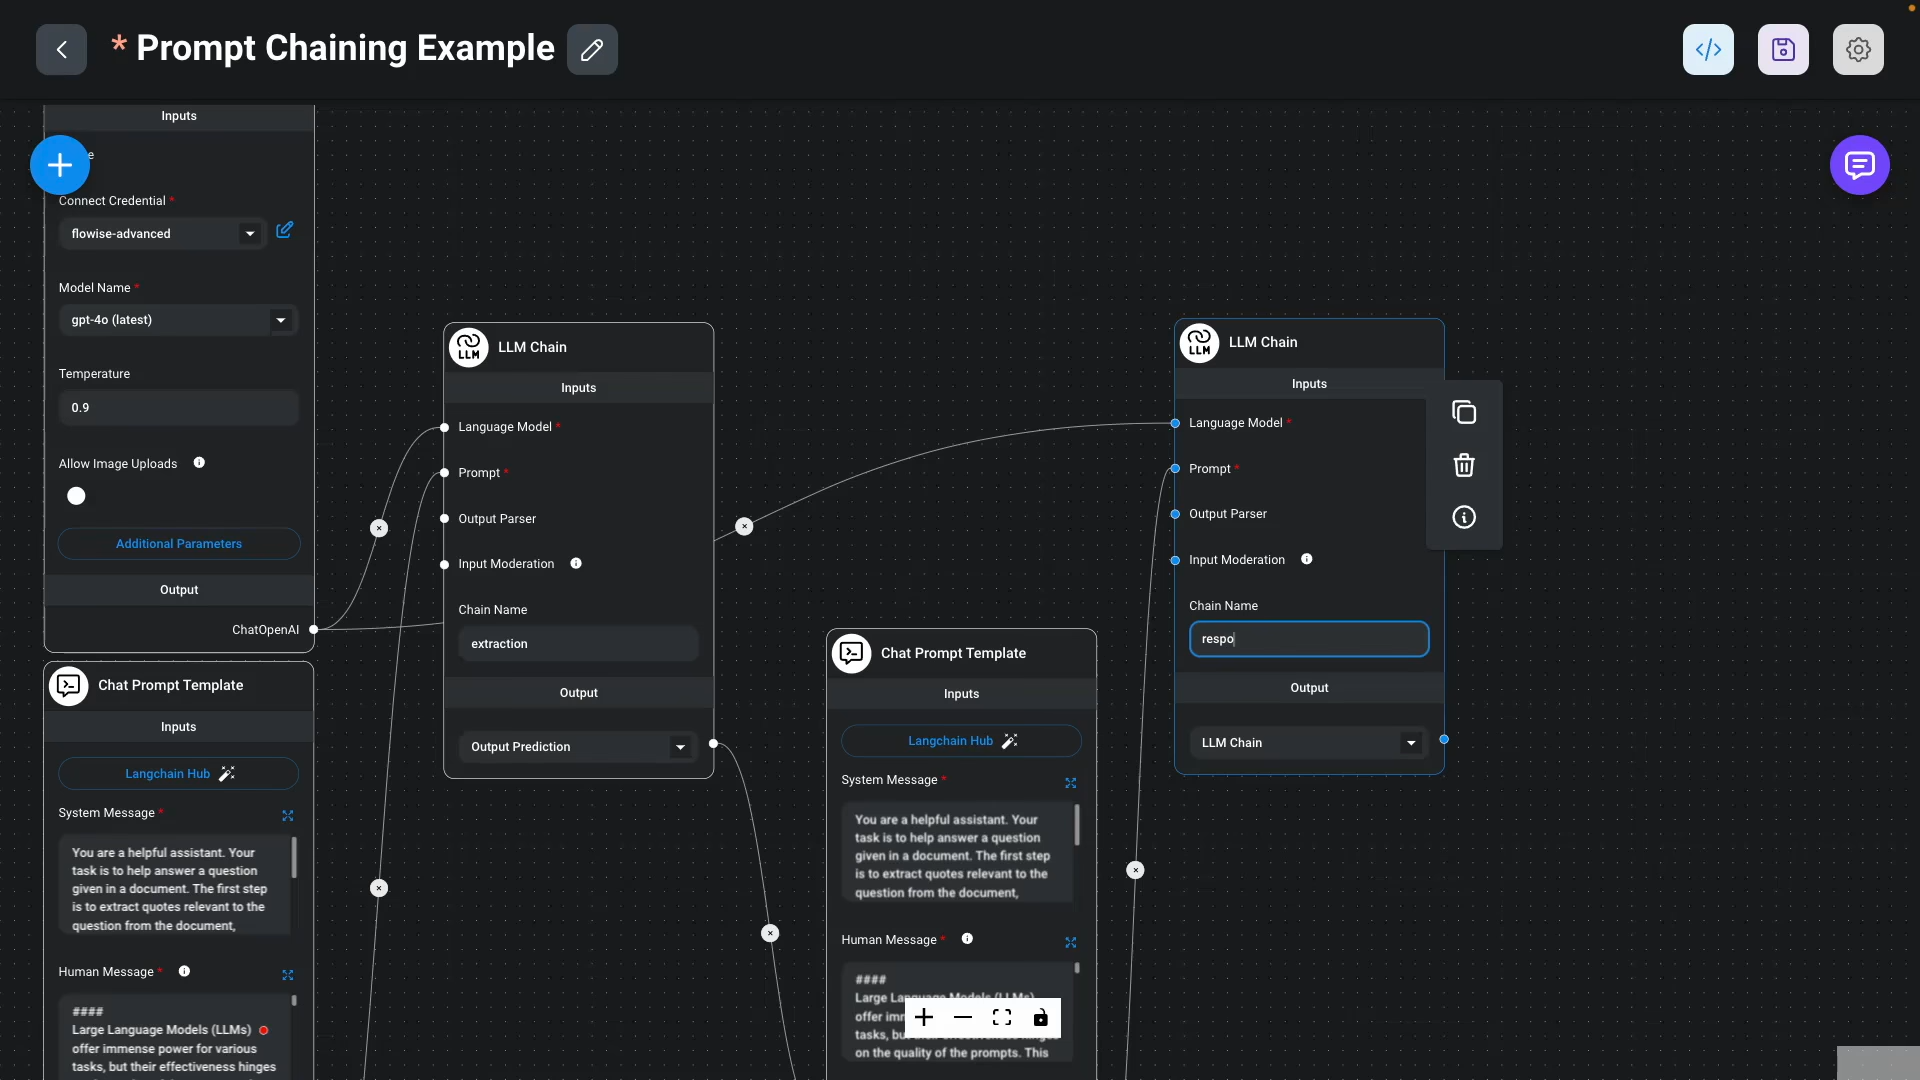 * Prompt Chaining Example
Inputs
Connect Credential *
flowise-advanced
Model Name *
gpt-4o (latest)
Temperature
0.9
Allow Image Uploads
Additional Parameters
Output
ChatOpenAI
Chat Prompt Template
Inputs
Langchain Hub
System Message *
You are a helpful assistant. Your
task is to help answer a question
given in a document. The first step
is to extract quotes relevant to the
question from the document,
Human Message *
####
Large Language Models (LLMs)
offer immense power for various
tasks, but their effectiveness hinges
LLM
LLM Chain
Inputs
Language Model *
Prompt *
Output Parser
Input Moderation
Chain Name
extraction
Output
Output Prediction
Chat Prompt Template
Inputs
Langchain Hub
System Message *
You are a helpful assistant. Your
task is to help answer a question
given in a document. The first step
is to extract quotes relevant to the
question from the document,
Human Message *
####
Large Language Models (LLMs)
offer
tasks,
on the quality of the prompts. This
LLM
LLM Chain
Inputs
Language Model *
Prompt *
Output Parser
Input Moderation
Chain Name
respo
Output
LLM Chain